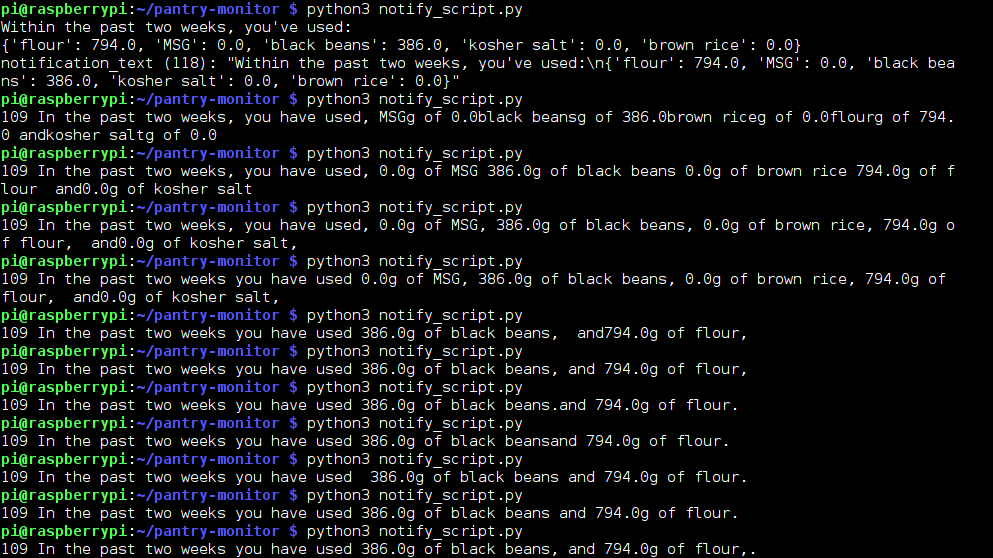 pi@raspberrypi:~/pantry-monitor $ python3 notify_script.py
Within the past two weeks, you've used:
{'flour': 794.0, 'MSG': 0.0, 'black beans': 386.0, 'kosher salt': 0.0, 'brown rice': 0.0}
notification_text (118): "Within the past two weeks, you've used:\n{'flour': 794.0, 'MSG': 0.0, 'black bea
ns': 386.0, 'kosher salt': 0.0, 'brown rice': 0.0}"
pi@raspberrypi:~/pantry-monitor $ python3 notify_script.py
109 In the past two weeks, you have used, MSGg of 0.0black beansg of 386.0brown riceg of 0.0flourg of 794.
0 andkosher saltg of 0.0
pi@raspberrypi:~/pantry-monitor $ python3 notify_script.py
109 In the past two weeks, you have used, 0.0g of MSG 386.0g of black beans 0.0g of brown rice 794.0g of f
lour  and0.0g of kosher salt
pi@raspberrypi:~/pantry-monitor $ python3 notify_script.py
109 In the past two weeks, you have used, 0.0g of MSG, 386.0g of black beans, 0.0g of brown rice, 794.0g o
f flour,  and0.0g of kosher salt,
pi@raspberrypi:~/pantry-monitor $ python3 notify_script.py
109 In the past two weeks you have used 0.0g of MSG, 386.0g of black beans, 0.0g of brown rice, 794.0g of
flour,  and0.0g of kosher salt,
pi@raspberrypi:~/pantry-monitor $ python3 notify_script.py
109 In the past two weeks you have used 386.0g of black beans,  and794.0g of flour,
pi@raspberrypi:~/pantry-monitor $ python3 notify_script.py
109 In the past two weeks you have used 386.0g of black beans, and 794.0g of flour,
pi@raspberrypi:~/pantry-monitor $ python3 notify_script.py
109 In the past two weeks you have used 386.0g of black beans.and 794.0g of flour.
pi@raspberrypi:~/pantry-monitor $ python3 notify_script.py
109 In the past two weeks you have used 386.0g of black beansand 794.0g of flour.
pi@raspberrypi:~/pantry-monitor $ python3 notify_script.py
109 In the past two weeks you have used  386.0g of black beans and 794.0g of flour.
pi@raspberrypi:~/pantry-monitor $ python3 notify_script.py
109 In the past two weeks you have used 386.0g of black beans and 794.0g of flour.
pi@raspberrypi:~/pantry-monitor $ python3 notify_script.py
109 In the past two weeks you have used 386.0g of black beans, and 794.0g of flour,.